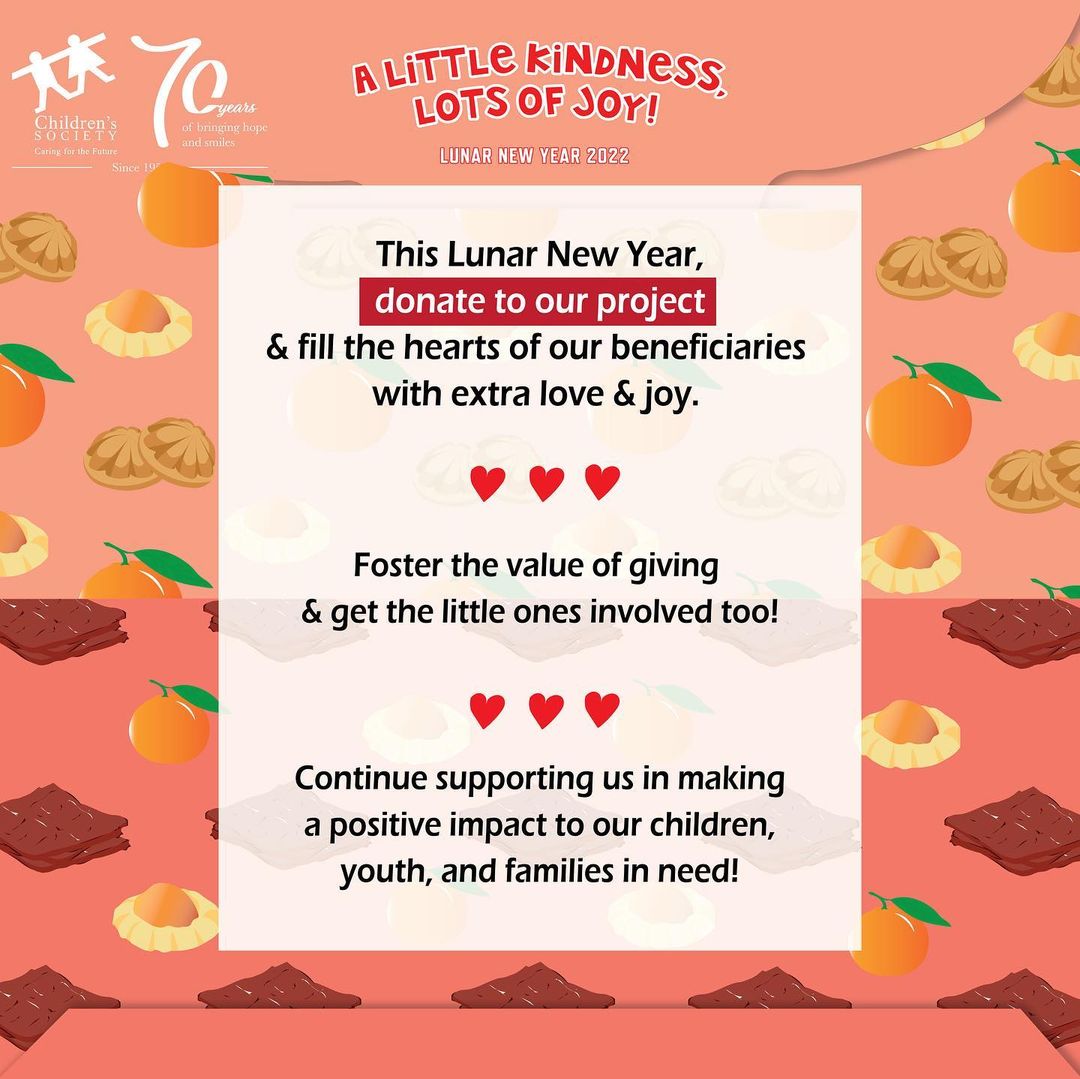 Children's
SOCIETY
Caring for the Future
70 years
of bringing hope
and smiles
Since
A LiTTLe KiNDNeSS,
LOTS OF JOY!
LUNAR NEW YEAR 2022
This Lunar New Year,
donate to our project
& fill the hearts of our beneficiaries
with extra love & joy.
Foster the value of giving
& get the little ones involved too!
Continue supporting us in making
a positive impact to our children,
youth, and families in need!